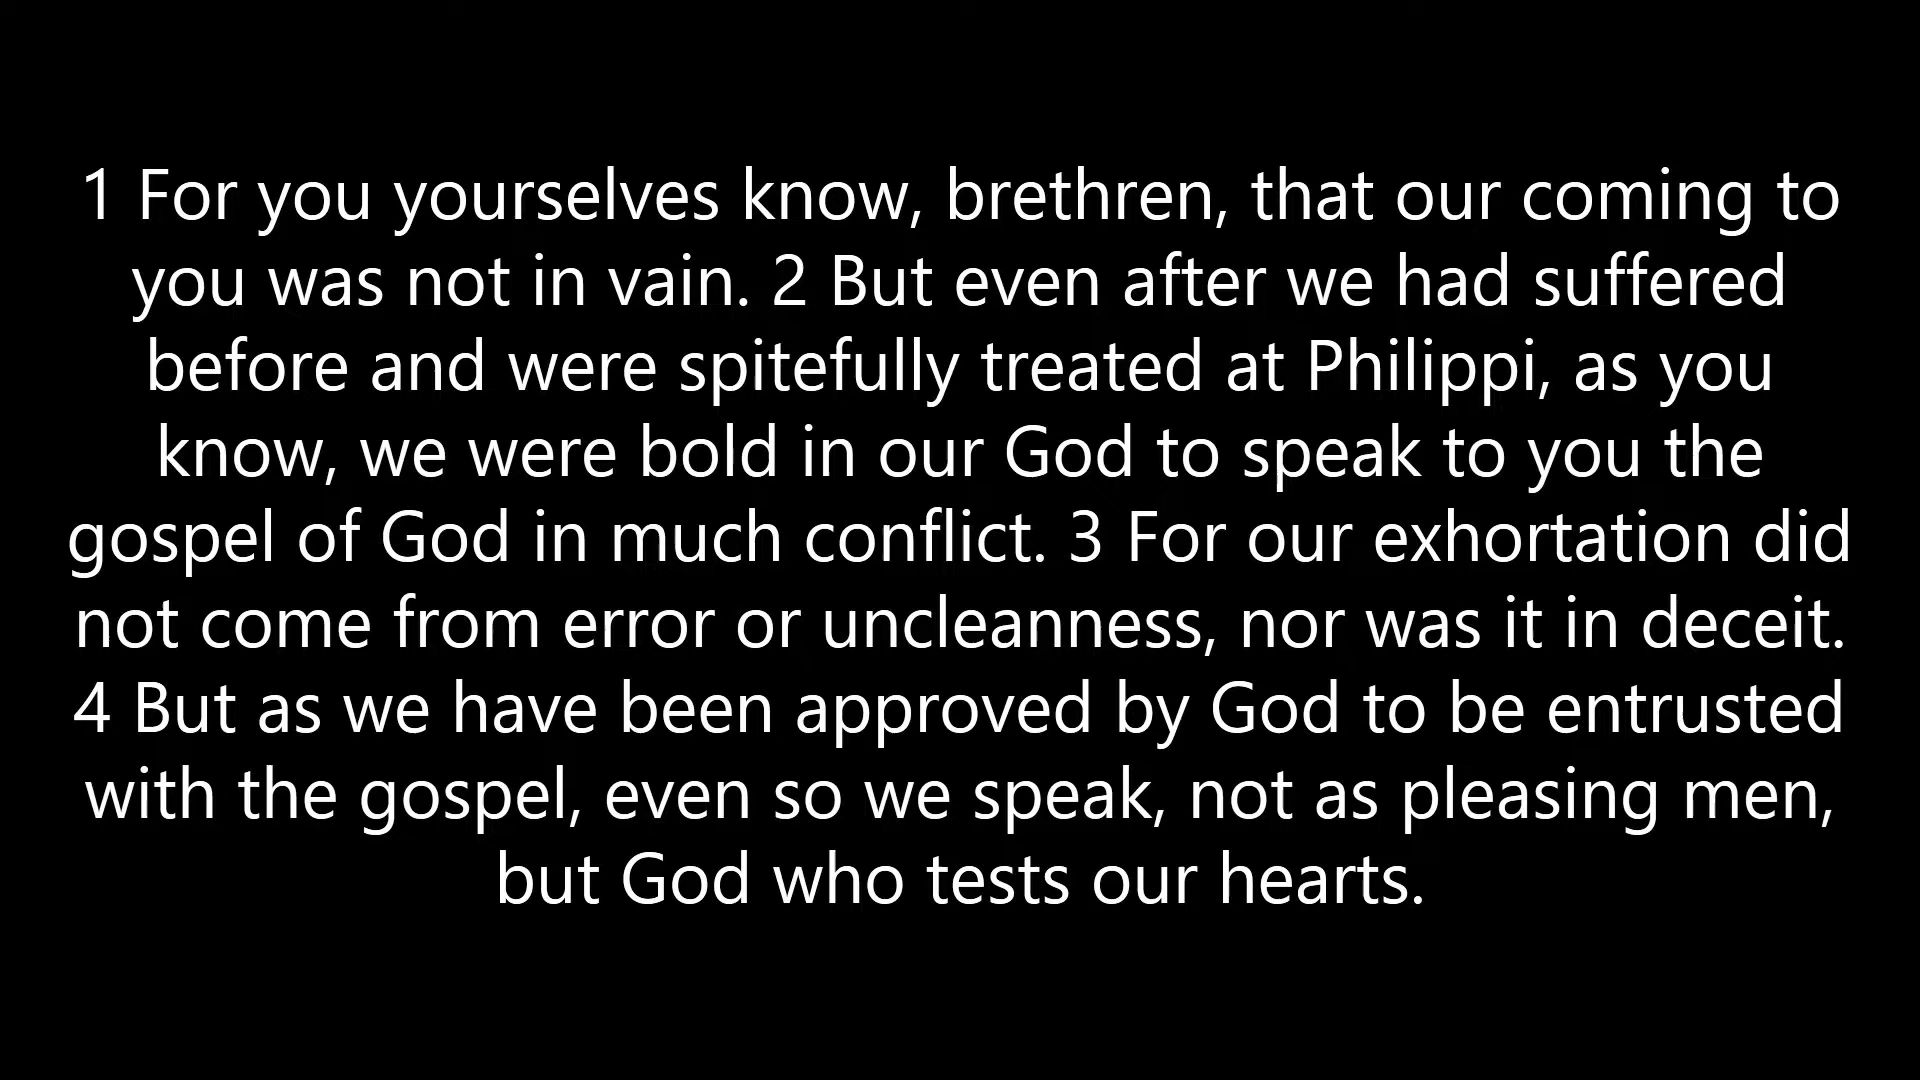 1 For you yourselves know, brethren, that our coming to
you was not in vain. 2 But even after we had suffered
before and were spitefully treated at Philippi, as you
know, we were bold in our God to speak to you the
gospel of God in much conflict. 3 For our exhortation did
not come from error or uncleanness, nor was it in deceit.
4 But as we have been approved by God to be entrusted
with the gospel, even so we speak, not as pleasing men,
but God who tests our hearts.